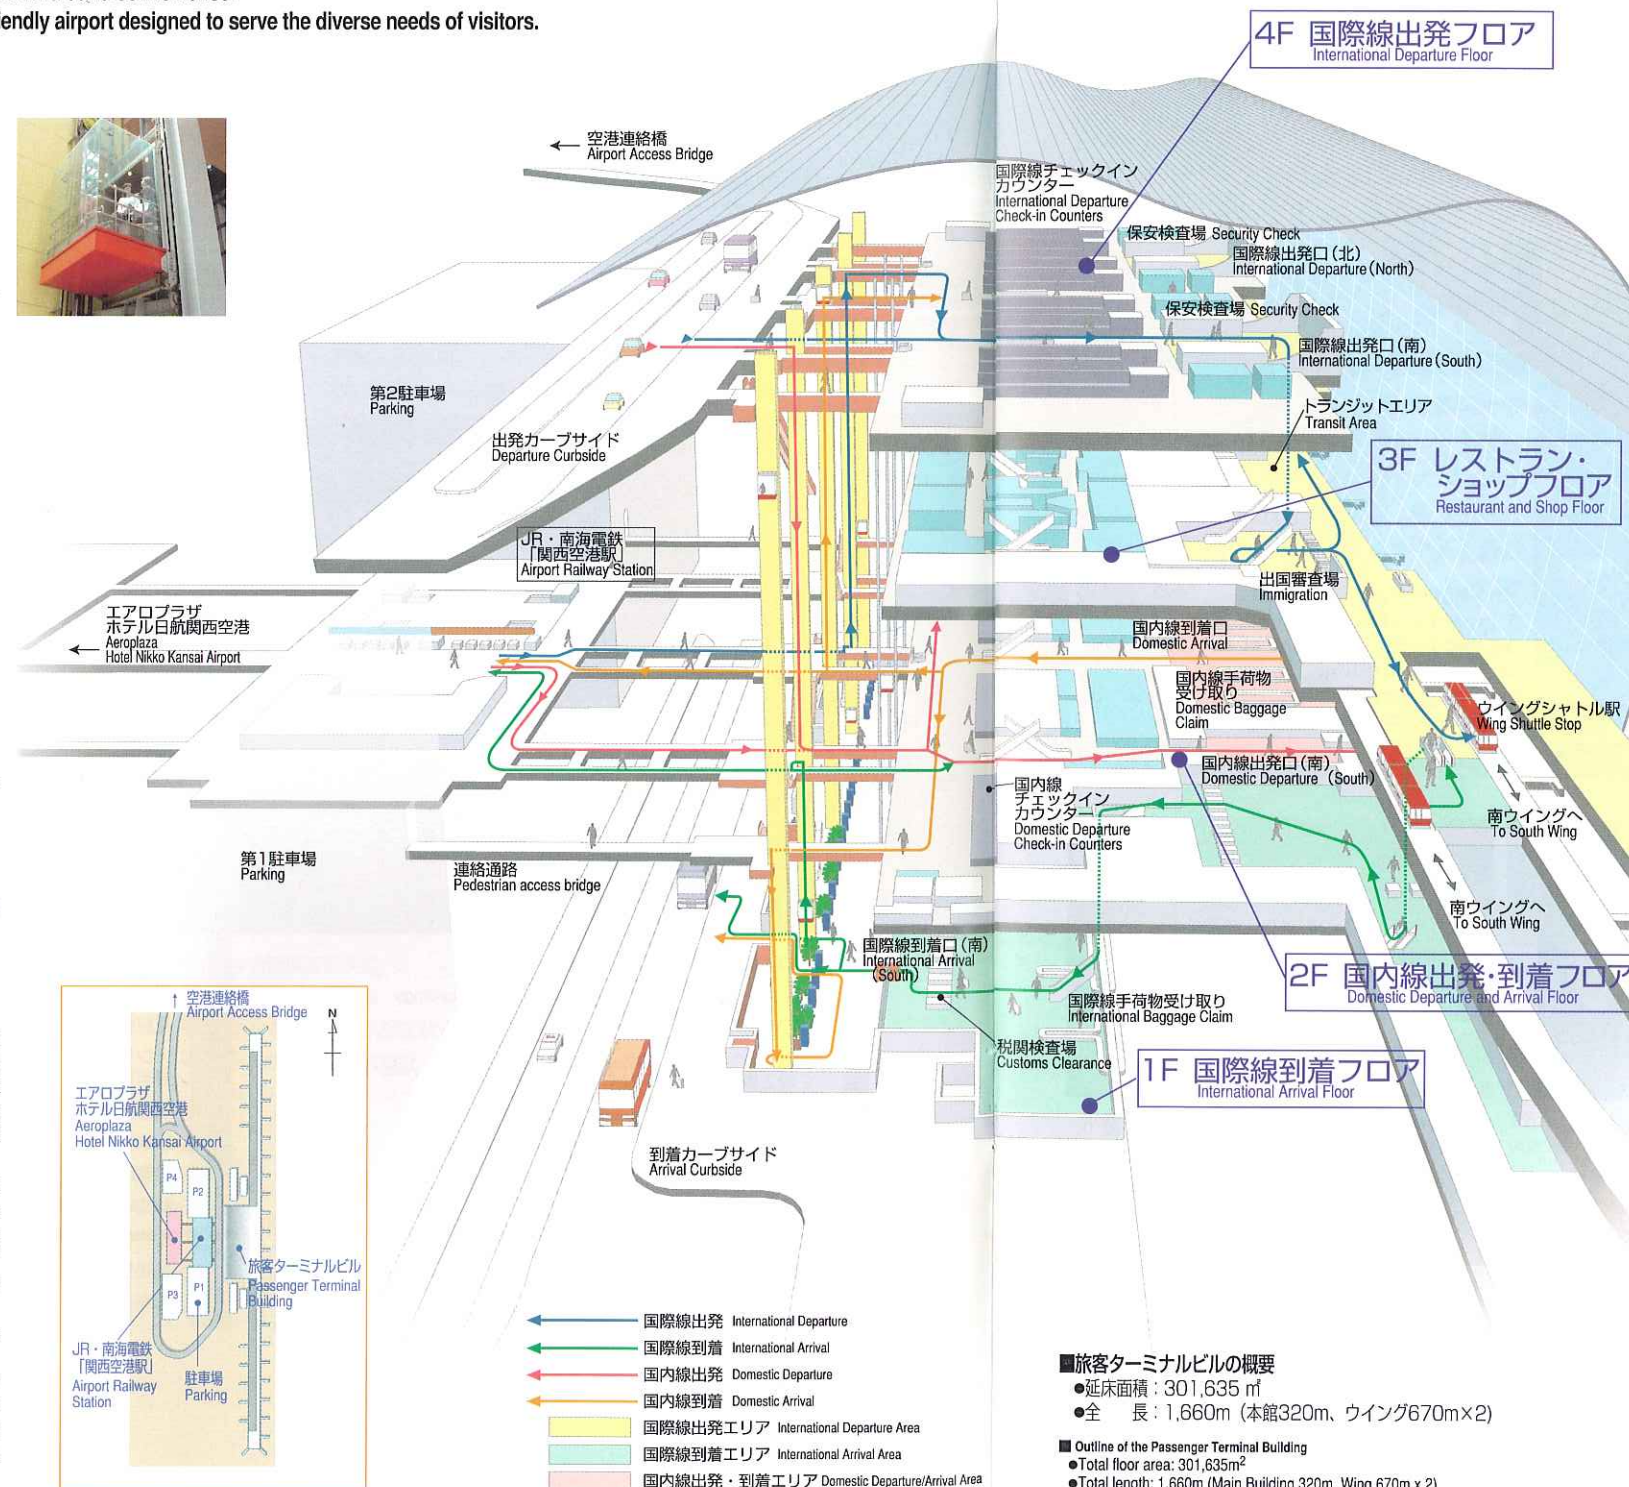 endly airport designed to serve the diverse needs of visitors.
4F 国際線出発フロア
International Departure Floor
空港連絡橋
Airport Access Bridge
国際線チェックイン
カウンター
International Departure
Check-in Counters
保安検査場 Security Check
国際線出発口(北)
International Departure (North)
保安検査場 Security Check
国際線出発口(南)
International Departure (South)
第2駐車場
Parking
トランジットエリア
Transit Area
出発カーブサイド
Departure Curbside
3F レストラン・
ショップフロア
Restaurant and Shop Floor
JR・南海電鉄
「関西空港駅」
Airport Railway Station
出国審査場
Immigration
エアロプラザ
ホテル日航関西空港
Aeroplaza
Hotel Nikko Kansai Airport
国内線到着口
Domestic Arrival
国内線手荷物
受け取り
Domestic Baggage
Claim
ウイングシャトル駅
Wing Shuttle Stop
国内線出発口(南)
Domestic Departure (South)
国内線
チェックイン
カウンター
Domestic Departure
Check-in Counters
南ウイングへ
To South Wing
第1駐車場
Parking
連絡通路
Pedestrian access bridge
南ウイングへ
To South Wing
国際線到着口(南)
International Arrival
(South)
2F 国内線出発・到着フロア
Domestic Departure and Arrival Floor
国際線手荷物受け取り
International Baggage Claim
税関検査場
Customs Clearance
1F 国際線到着フロア
International Arrival Floor
到着カーブサイド
Arrival Curbside
空港連絡橋
Airport Access Bridge
N
エアロプラザ
ホテル日航関西空港
Aeroplaza
Hotel Nikko Kansai Airport
P4
P2
P3
P1
旅客ターミナルビル
Passenger Terminal
Building
JR・南海電鉄
「関西空港駅」
Airport Railway
Station
駐車場
Parking
国際線出発 International Departure
国際線到着 International Arrival
国内線出発 Domestic Departure
国内線到着 Domestic Arrival
国際線出発エリア International Departure Area
国際線到着エリア International Arrival Area
国内線出発・到着エリア Domestic Departure/Arrival Area
■旅客ターミナルビルの概要
●延床面積:301,635㎡
●全 長:1,660m(本館320m、ウイング670m×2)
■ Outline of the Passenger Terminal Building
●Total floor area: 301,635m²
●Total length: 1,660m (Main Building 320m, Wing 670m x 2)